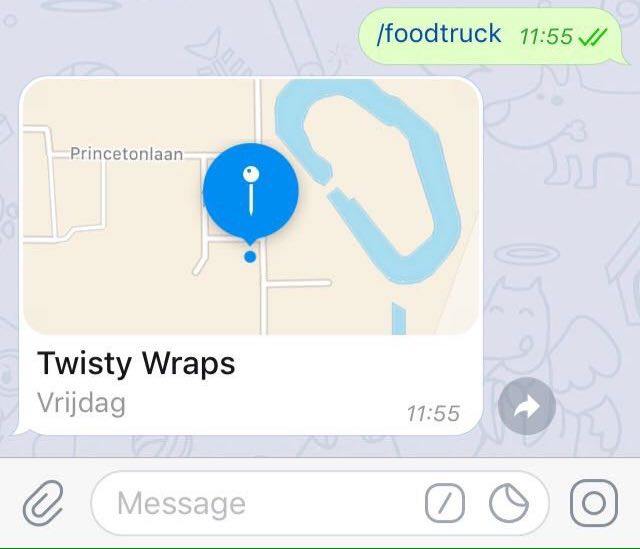 /foodtruck 11:55
Princetonlaan
Twisty Wraps
Vrijdag
11:55
Message